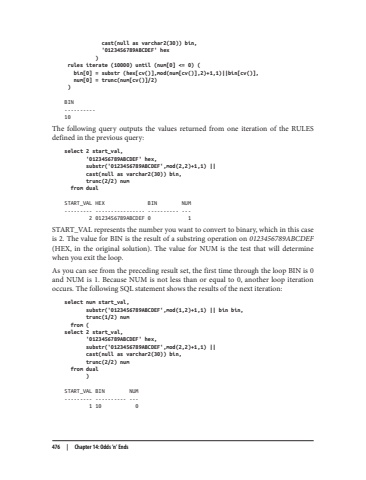 cast(null as varchar2(30)) bin,
'0123456789ABCDEF' hex
)
rules iterate (10000) until (num[0] <= 0) (
bin[0] = substr (hex[cv()],mod(num[cv()],2)+1,1)||bin[cv()],
num[0] = trunc(num[cv()]/2)
)
BIN
----------
10
The following query outputs the values returned from one iteration of the RULES
defined in the previous query:
select 2 start_val,
'0123456789ABCDEF' hex,
substr('0123456789ABCDEF',mod(2,2)+1,1) ||
cast(null as varchar2(30)) bin,
trunc(2/2) num
from dual
START_VAL HEX BIN NUM
--------- ---------------- ---------- ---
2 0123456789ABCDEF 0 1
START_VAL represents the number you want to convert to binary, which in this case
is 2. The value for BIN is the result of a substring operation on 0123456789ABCDEF
(HEX, in the original solution). The value for NUM is the test that will determine
when you exit the loop.
As you can see from the preceding result set, the first time through the loop BIN is 0
and NUM is 1. Because NUM is not less than or equal to 0, another loop iteration
occurs. The following SQL statement shows the results of the next iteration:
select num start_val,
substr('0123456789ABCDEF',mod(1,2)+1,1) || bin bin,
trunc(1/2) num
from (
select 2 start_val,
'0123456789ABCDEF' hex,
substr('0123456789ABCDEF',mod(2,2)+1,1) ||
cast(null as varchar2(30)) bin,
trunc(2/2) num
from dual
)
START_VAL BIN NUM
--------- ---------- ---
1 10 0
476 | Chapter 14: Odds 'n' Ends